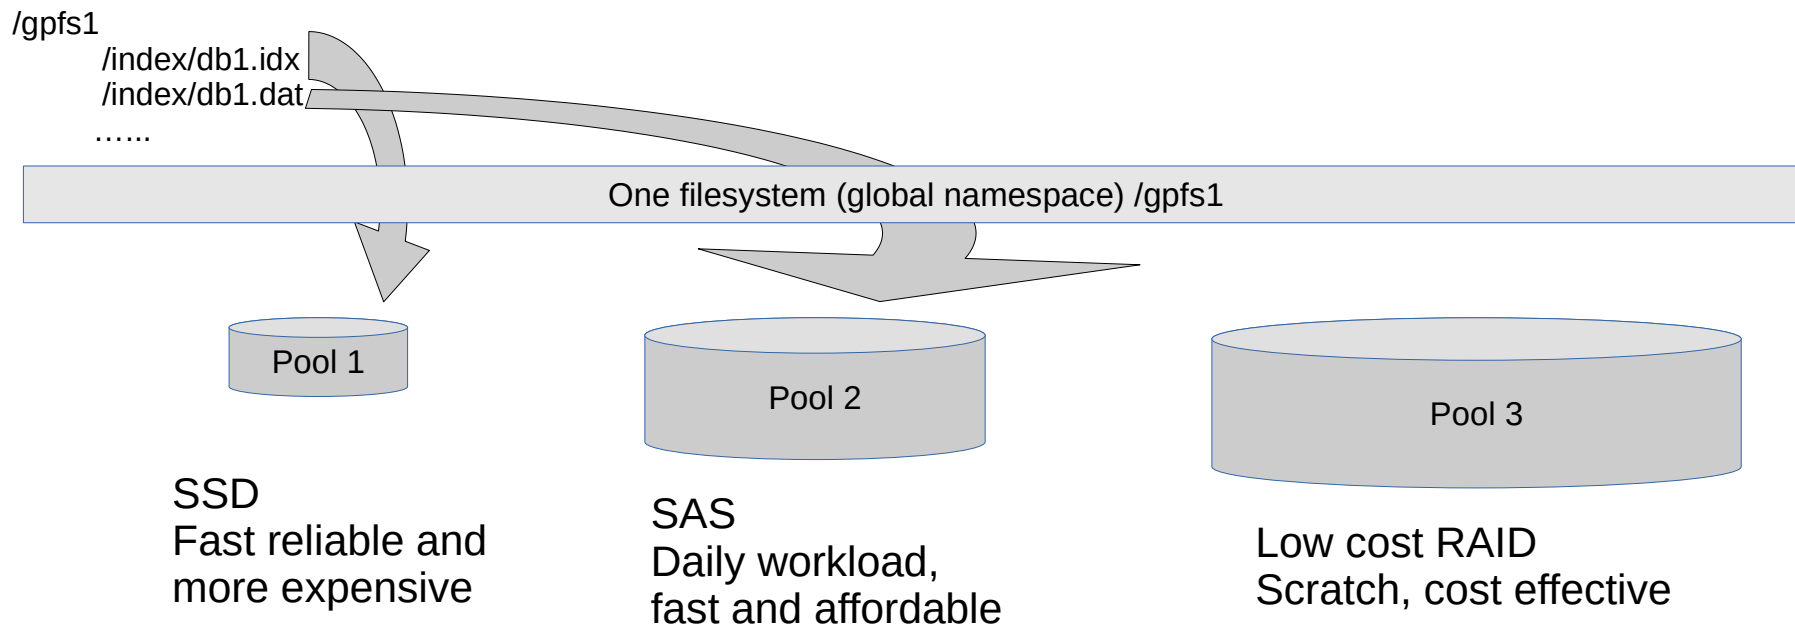 /gpfs1
/index/db1.idx
/index/db1.dat
…...
One filesystem (global namespace) /gpfs1
Pool 1
Pool 2
Pool 3
SSD
Fast reliable and
more expensive
SAS
Daily workload,
fast and affordable
Low cost RAID
Scratch, cost effective